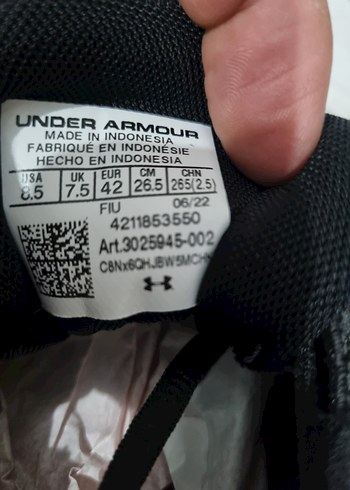 UNDER ARMOUR
MADE IN INDONESIA
FABRIQUÉ EN INDONÉSIE
HECHO EN INDONESIA
USA UK EUR CM CHN
8.5 7.5 42 26.5 265(2.5)
FIU 06/22
4211853550
Art.3025945-002